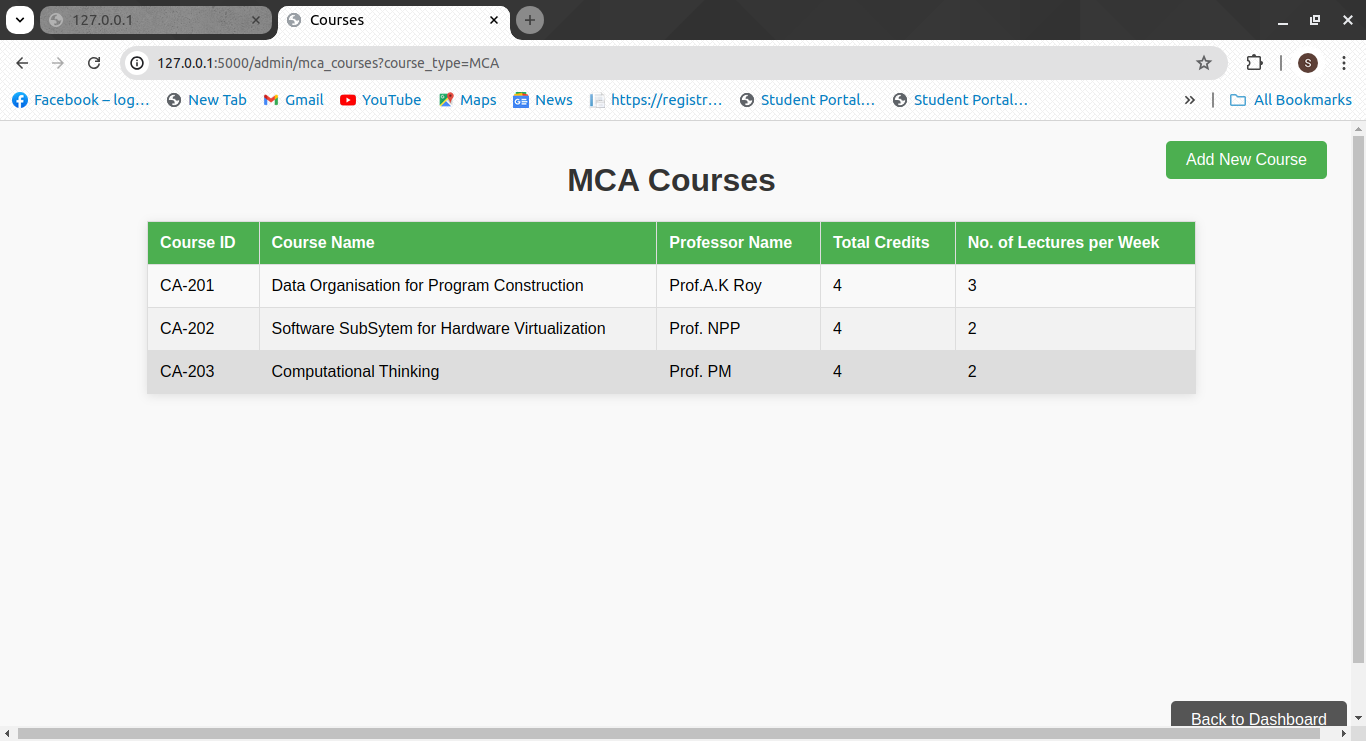 127.0.0.1
Courses
127.0.0.1:5000/admin/mca_courses?course_type=MCA
S
Facebook – log… New Tab Gmail YouTube Maps News https://registr… Student Portal… Student Portal… » All Bookmarks
Add New Course
MCA Courses
Course ID Course Name Professor Name Total Credits No. of Lectures per Week
CA-201 Data Organisation for Program Construction Prof.A.K Roy 4 3
CA-202 Software SubSytem for Hardware Virtualization Prof. NPP 4 2
CA-203 Computational Thinking Prof. PM 4 2
Back to Dashboard